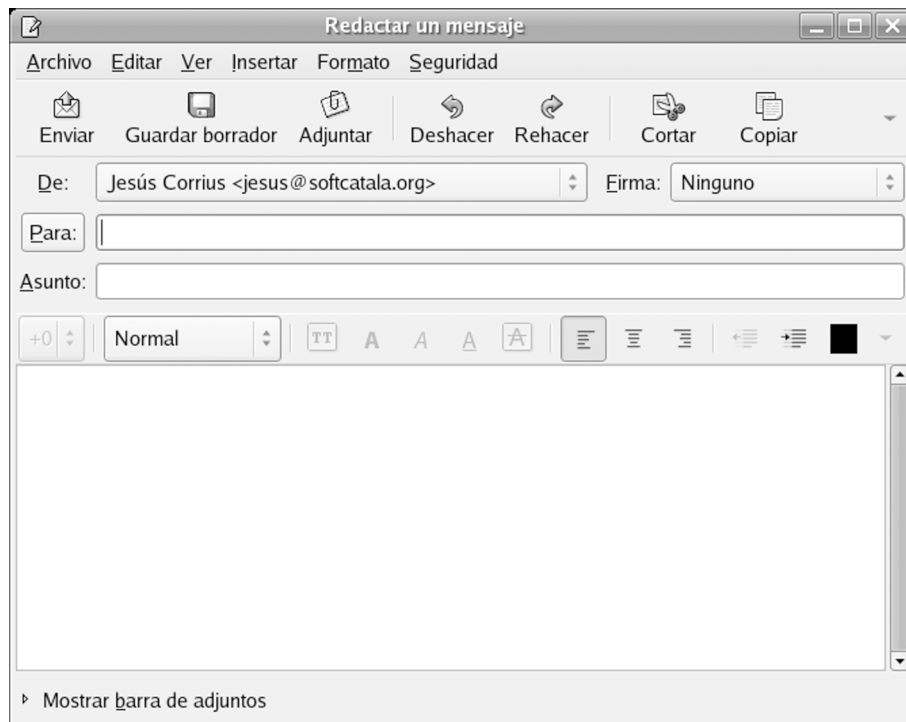 Redactar un mensaje
Archivo Editar Ver Insertar Formato Seguridad
Enviar Guardar borrador Adjuntar Deshacer Rehacer Cortar Copiar
De: Jesús Corrius <jesus@softcatala.org> Firma: Ninguno
Para:
Asunto:
+0 Normal TT A A A A
Mostrar barra de adjuntos